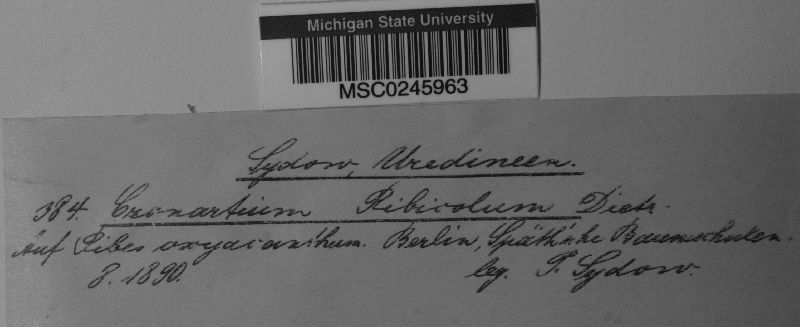 Michigan State University
MSC0245963
Sydow, Uredineen.
384. Cronartium Ribicolum Dietr.
Auf Ribes oxyacanthum. Berlin, Späth'sche Baumschulen.
8. 1890. leg. P. Sydow.